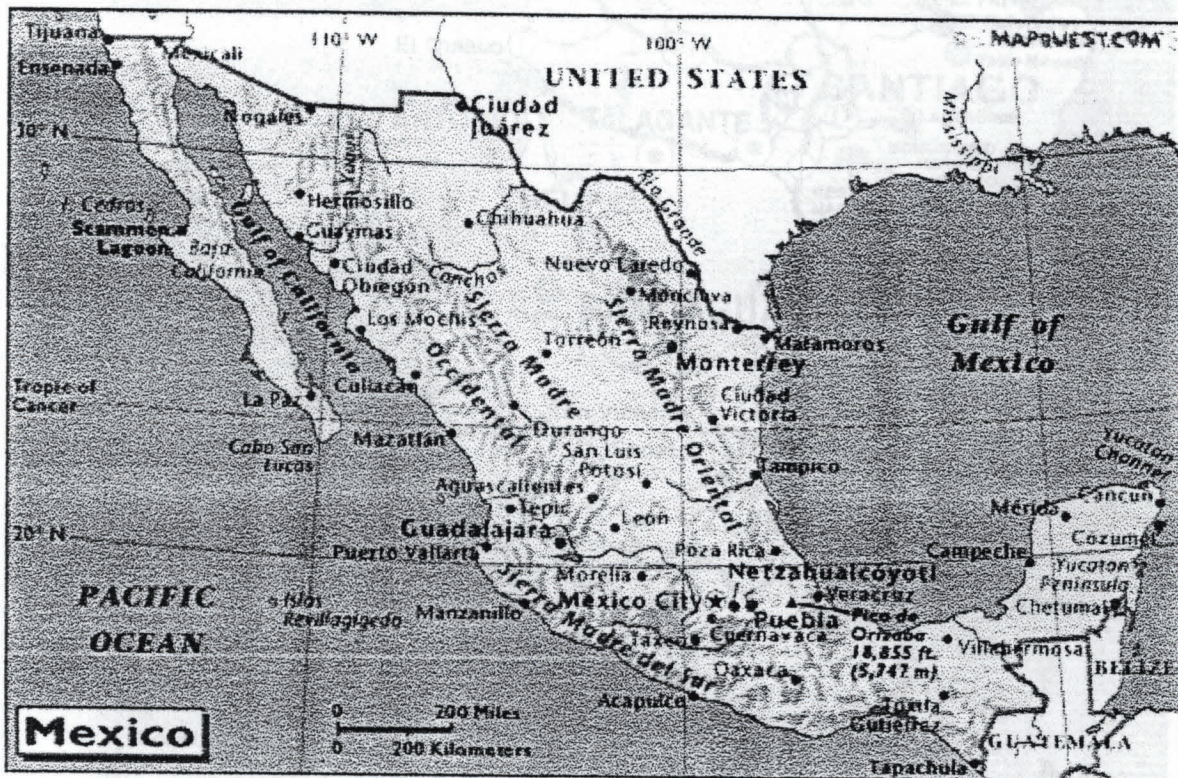 Tijuana
Mexicali
Ensenada
110° W
100° W
MAPQUEST.COM
UNITED STATES
Nogales
Ciudad
Juárez
Mississippi
30° N
Yaqui
Rio Grande
Hermosillo
Chihuahua
I. Cedros
Scammon
Lagoon
Guaymas
Baja
California
Gulf of California
Ciudad
Obregón
Conchos
Nuevo Laredo
Monclova
Los Mochis
Sierra Madre
Occidental
Sierra Madre Oriental
Reynosa
Matamoros
Torreón
Monterrey
Gulf of
Mexico
Tropic of
Cancer
La Paz
Culiacán
Ciudad
Victoria
Cabo San
Lucas
Mazatlán
Durango
San Luis
Potosí
Tampico
Yucatan
Channel
Aguascalientes
Tepic
León
Mérida
Cancún
Guadalajara
20° N
Puerto Vallarta
Poza Rica
Campeche
Cozumel
Morelia
Netzahualcóyotl
Yucatan
Peninsula
PACIFIC
OCEAN
Islas
Revillagigedo
Manzanillo
Mexico City
Puebla
Veracruz
Chetumal
Sierra Madre del Sur
Taxco
Cuernavaca
Pico de
Orizaba
18,855 ft.
(5,747 m)
Villahermosa
BELIZE
Oaxaca
Acapulco
Tuxtla
Gutiérrez
GUATEMALA
Tapachula
0 200 Miles
0 200 Kilometers
Mexico